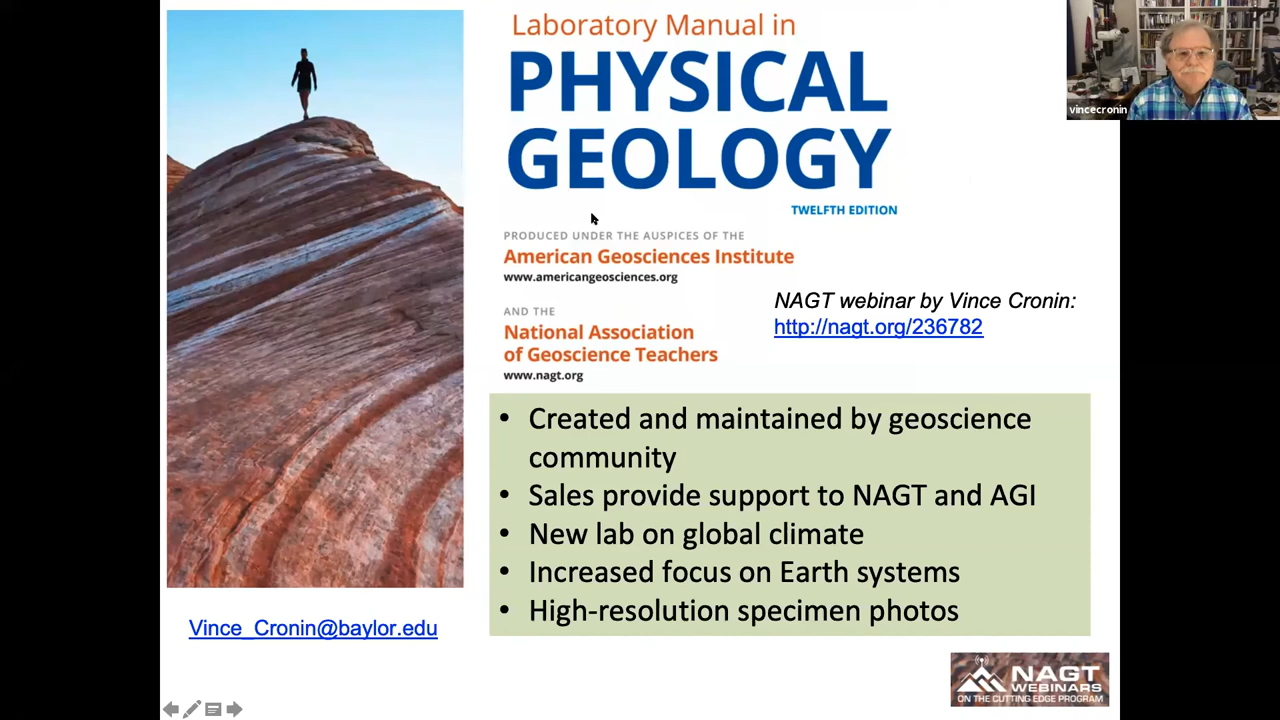 Laboratory Manual in
PHYSICAL
GEOLOGY
TWELFTH EDITION
PRODUCED UNDER THE AUSPICES OF THE
American Geosciences Institute
www.americangeosciences.org
AND THE
National Association
of Geoscience Teachers
www.nagt.org
NAGT webinar by Vince Cronin:
http://nagt.org/236782
• Created and maintained by geoscience
community
• Sales provide support to NAGT and AGI
• New lab on global climate
• Increased focus on Earth systems
• High-resolution specimen photos
Vince_Cronin@baylor.edu
NAGT
WEBINARS
ON THE CUTTING EDGE PROGRAM
vincecronin